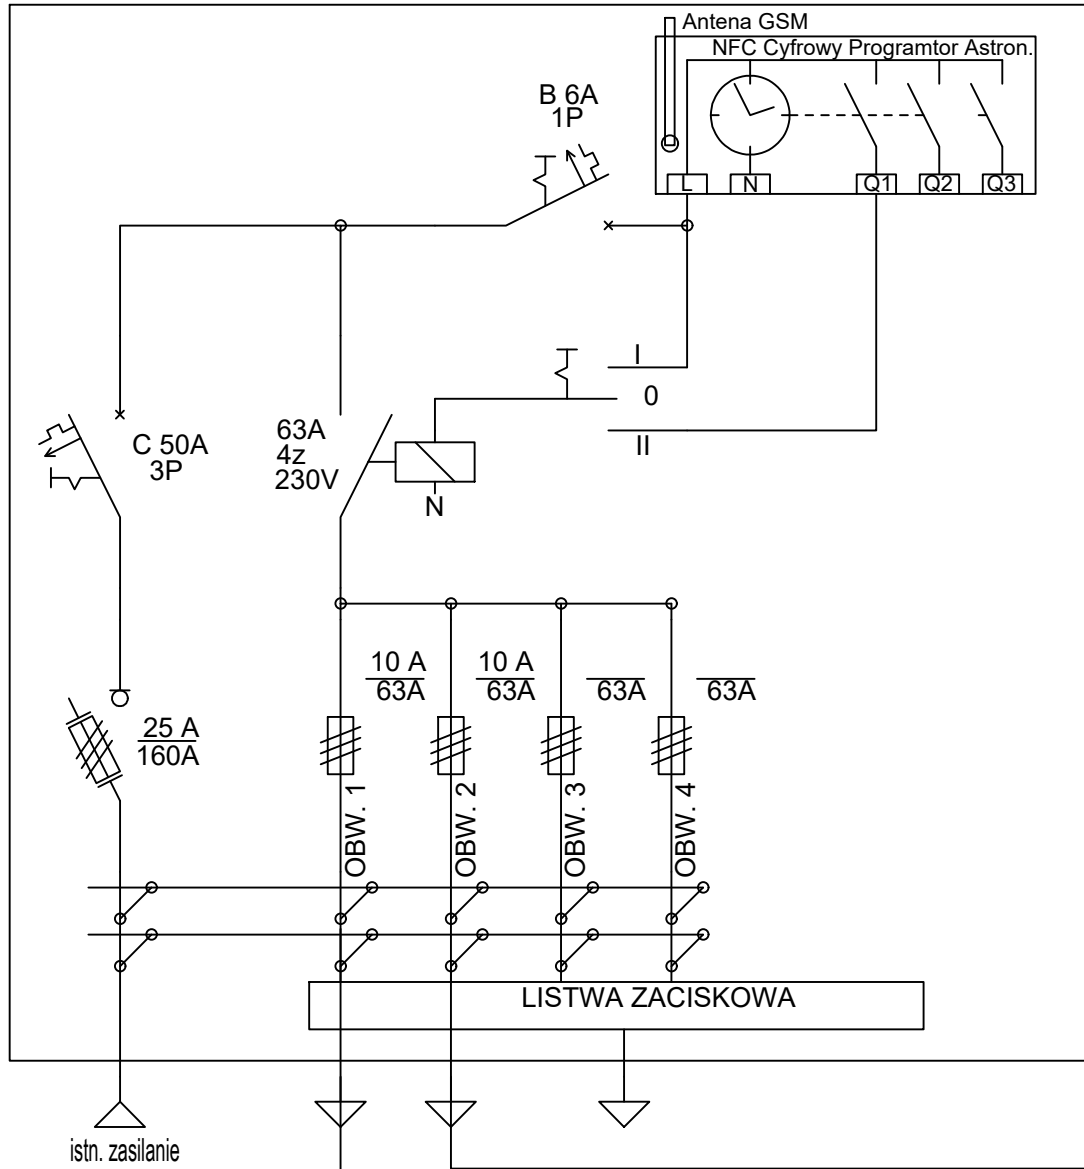 Antena GSM
NFC Cyfrowy Programtor Astron.
B 6A
1P
L
N
Q1
Q2
Q3
I
0
II
C 50A
3P
63A
4z
230V
N
10 A
63A
10 A
63A
63A
63A
25 A
160A
OBW. 1
OBW. 2
OBW. 3
OBW. 4
LISTWA ZACISKOWA
istn. zasilanie